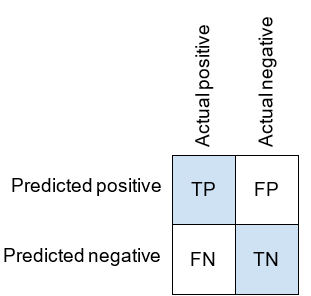 Actual positive
Actual negative
Predicted positive TP FP
Predicted negative FN TN